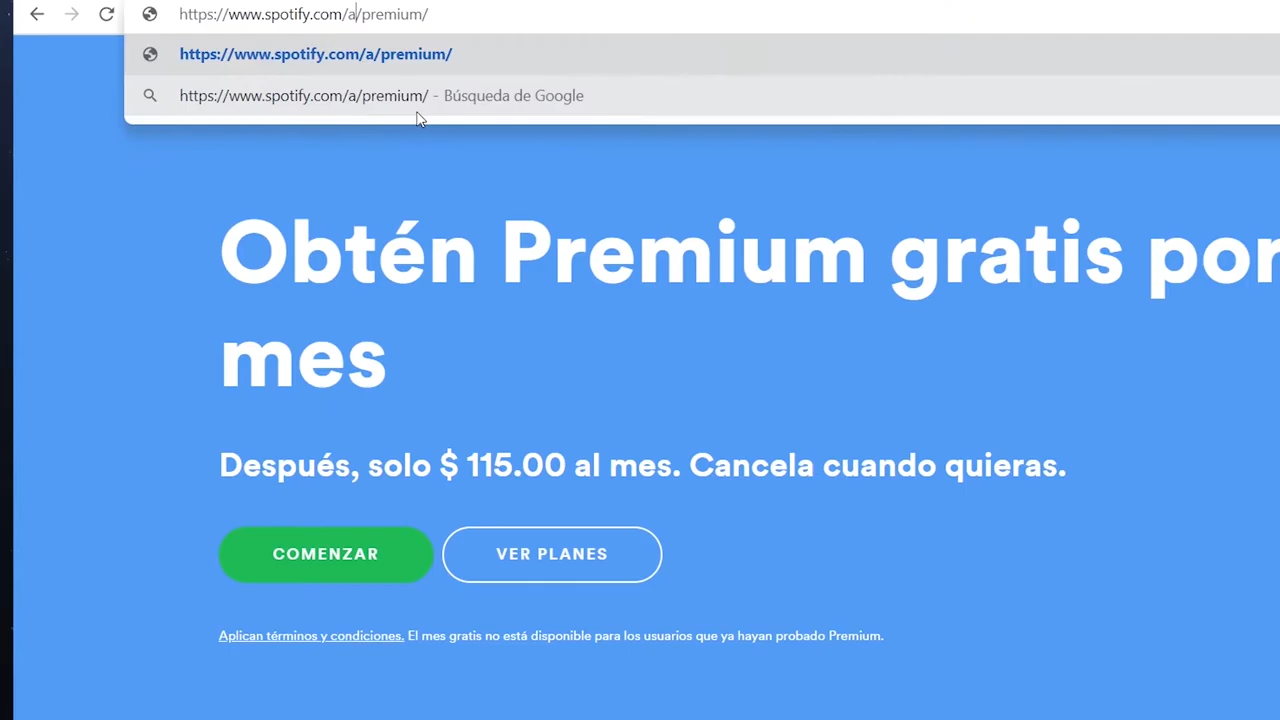 https://www.spotify.com/a/premium/
https://www.spotify.com/a/premium/
https://www.spotify.com/a/premium/ - Búsqueda de Google
Obtén Premium gratis por
mes
Después, solo $ 115.00 al mes. Cancela cuando quieras.
COMENZAR VER PLANES
Aplican términos y condiciones. El mes gratis no está disponible para los usuarios que ya hayan probado Premium.